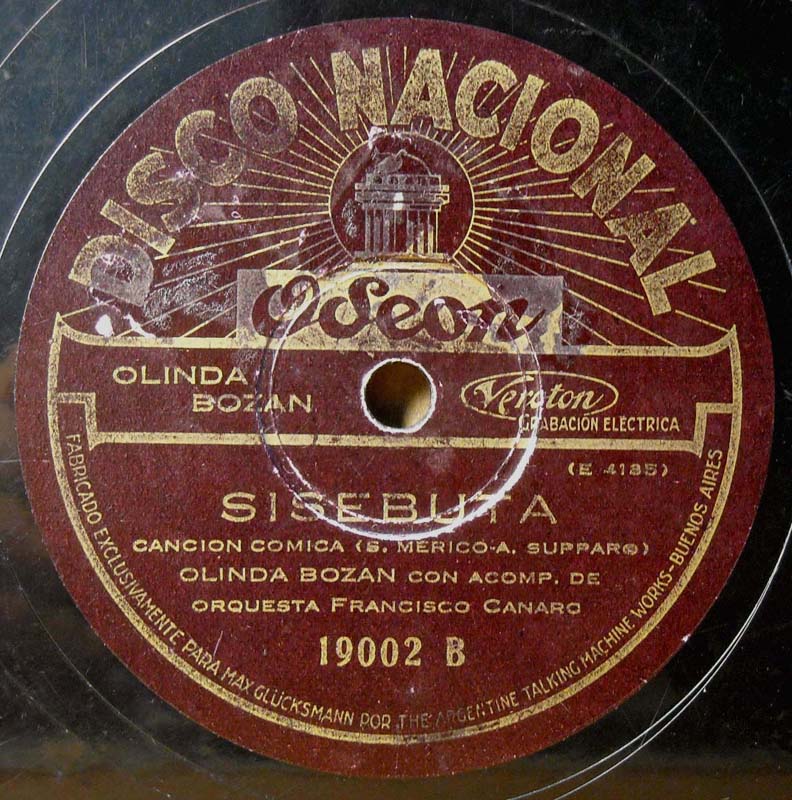 DISCO NACIONAL
Odeon
OLINDA
BOZAN
Veroton
GRABACIÓN ELÉCTRICA
(E 4185)
SISEBUTA
CANCION COMICA (S. MERICO-A. SUPPARO)
OLINDA BOZAN CON ACOMP. DE
ORQUESTA FRANCISCO CANARO
19002 B
FABRICADO EXCLUSIVAMENTE PARA MAX GLÜCKSMANN POR THE ARGENTINE TALKING MACHINE WORKS-BUENOS AIRES